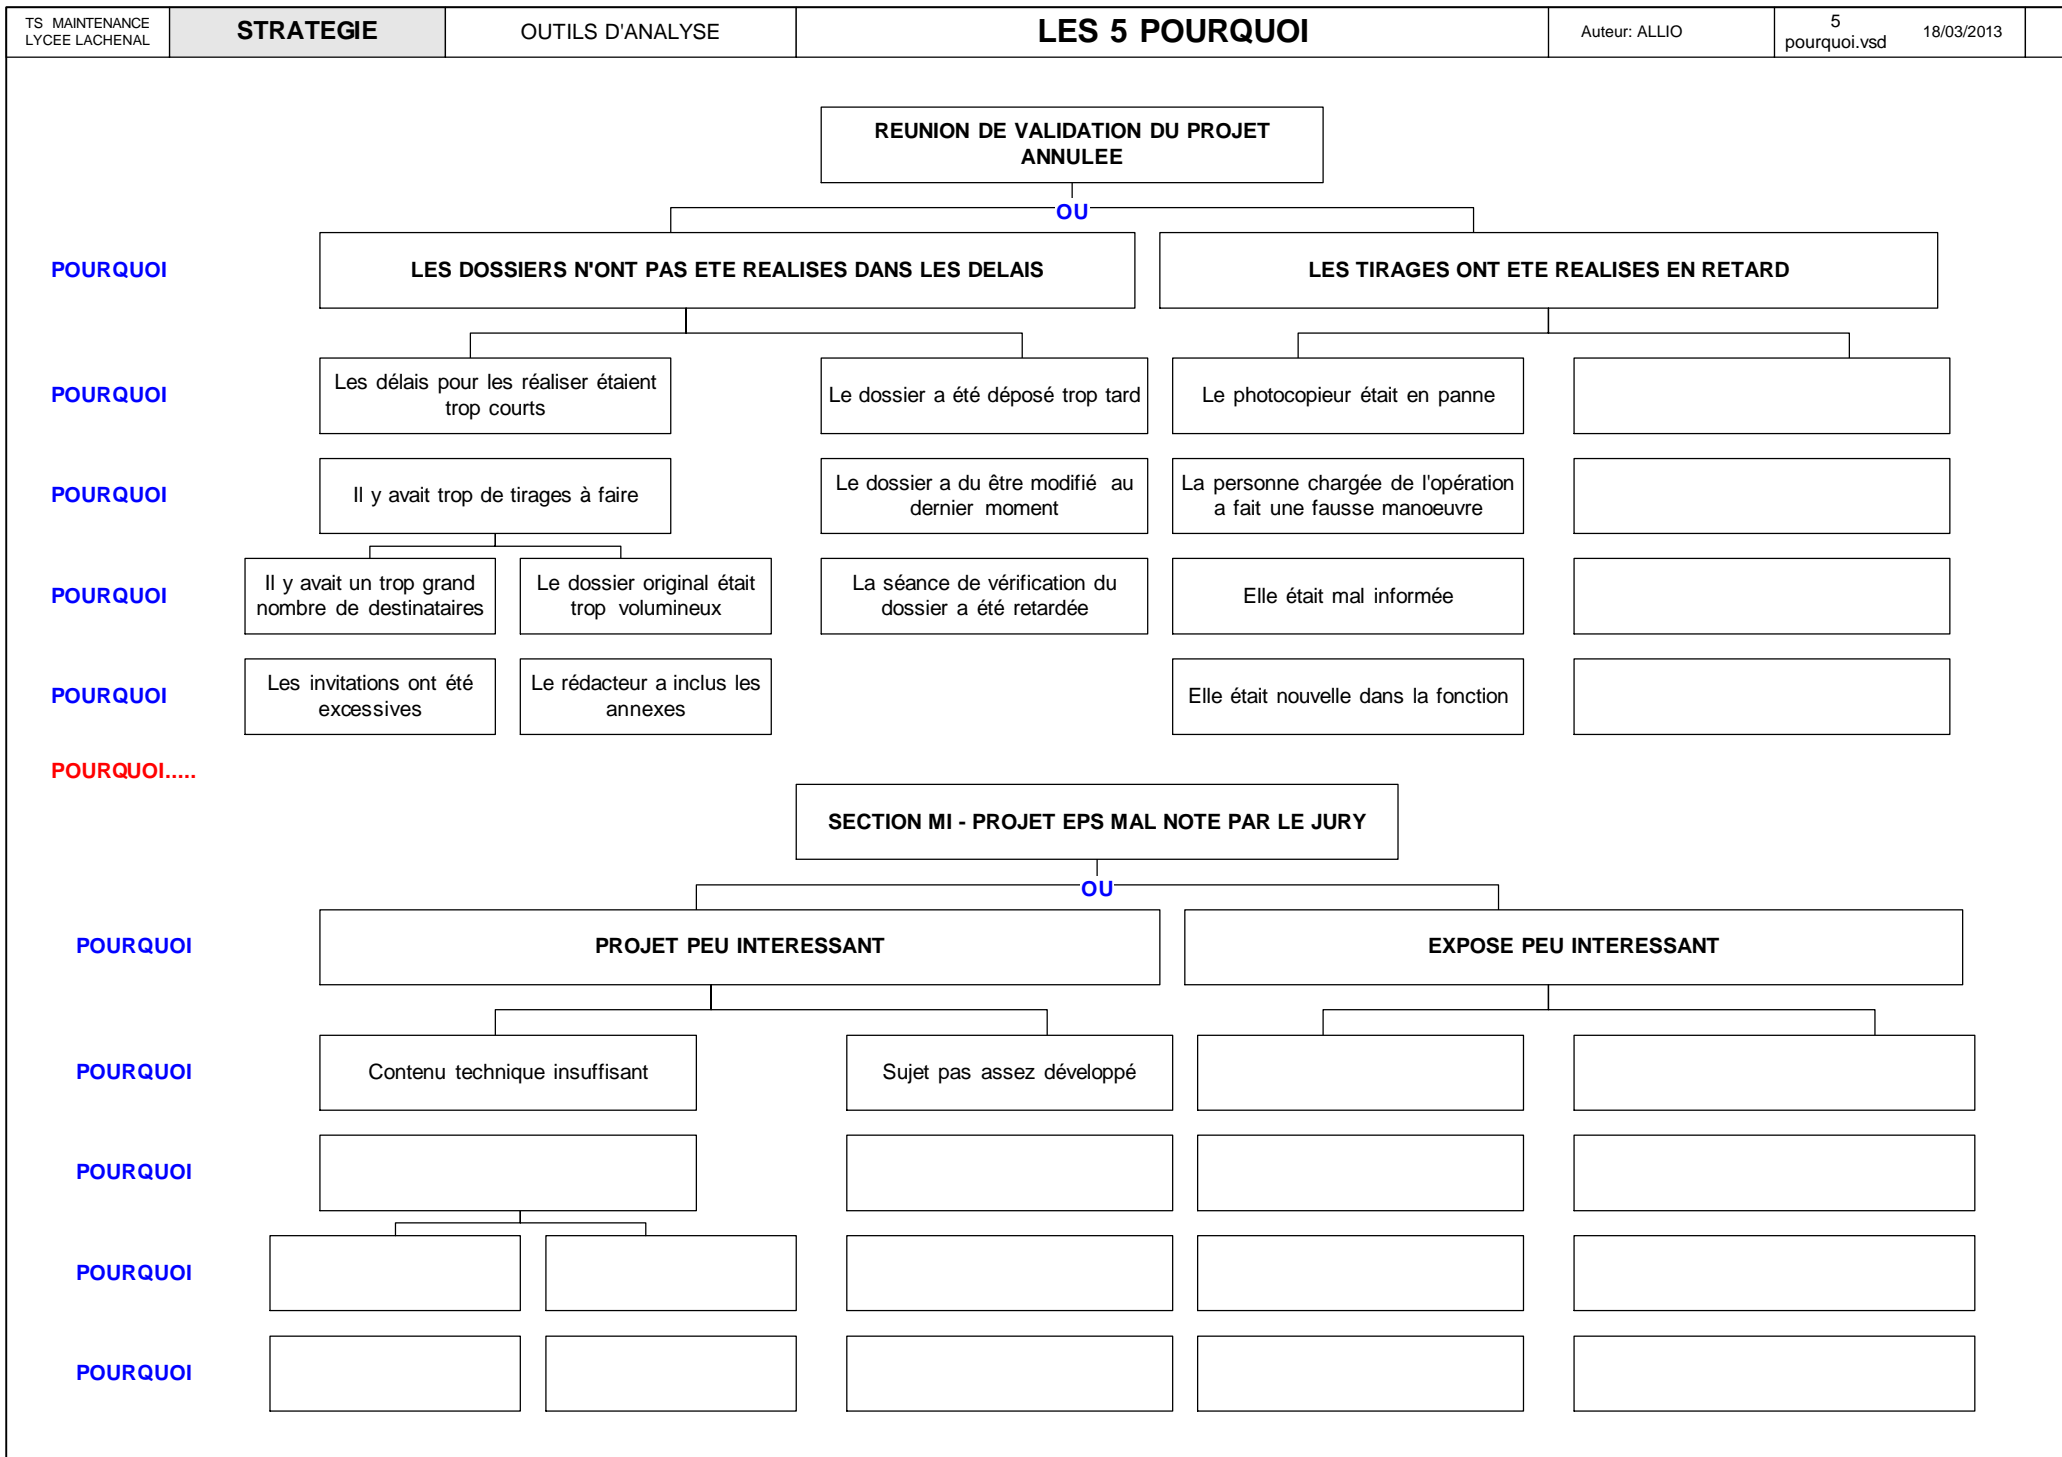 TS MAINTENANCE
LYCEE LACHENAL
STRATEGIE
OUTILS D'ANALYSE
LES 5 POURQUOI
Auteur: ALLIO
5
pourquoi.vsd
18/03/2013
REUNION DE VALIDATION DU PROJET
ANNULEE
OU
POURQUOI
LES DOSSIERS N'ONT PAS ETE REALISES DANS LES DELAIS
LES TIRAGES ONT ETE REALISES EN RETARD
POURQUOI
Les délais pour les réaliser étaient
trop courts
Le dossier a été déposé trop tard
Le photocopieur était en panne
POURQUOI
Il y avait trop de tirages à faire
Le dossier a du être modifié au
dernier moment
La personne chargée de l'opération
a fait une fausse manoeuvre
POURQUOI
Il y avait un trop grand
nombre de destinataires
Le dossier original était
trop volumineux
La séance de vérification du
dossier a été retardée
Elle était mal informée
POURQUOI
Les invitations ont été
excessives
Le rédacteur a inclus les
annexes
Elle était nouvelle dans la fonction
POURQUOI.....
SECTION MI - PROJET EPS MAL NOTE PAR LE JURY
OU
POURQUOI
PROJET PEU INTERESSANT
EXPOSE PEU INTERESSANT
POURQUOI
Contenu technique insuffisant
Sujet pas assez développé
POURQUOI
POURQUOI
POURQUOI